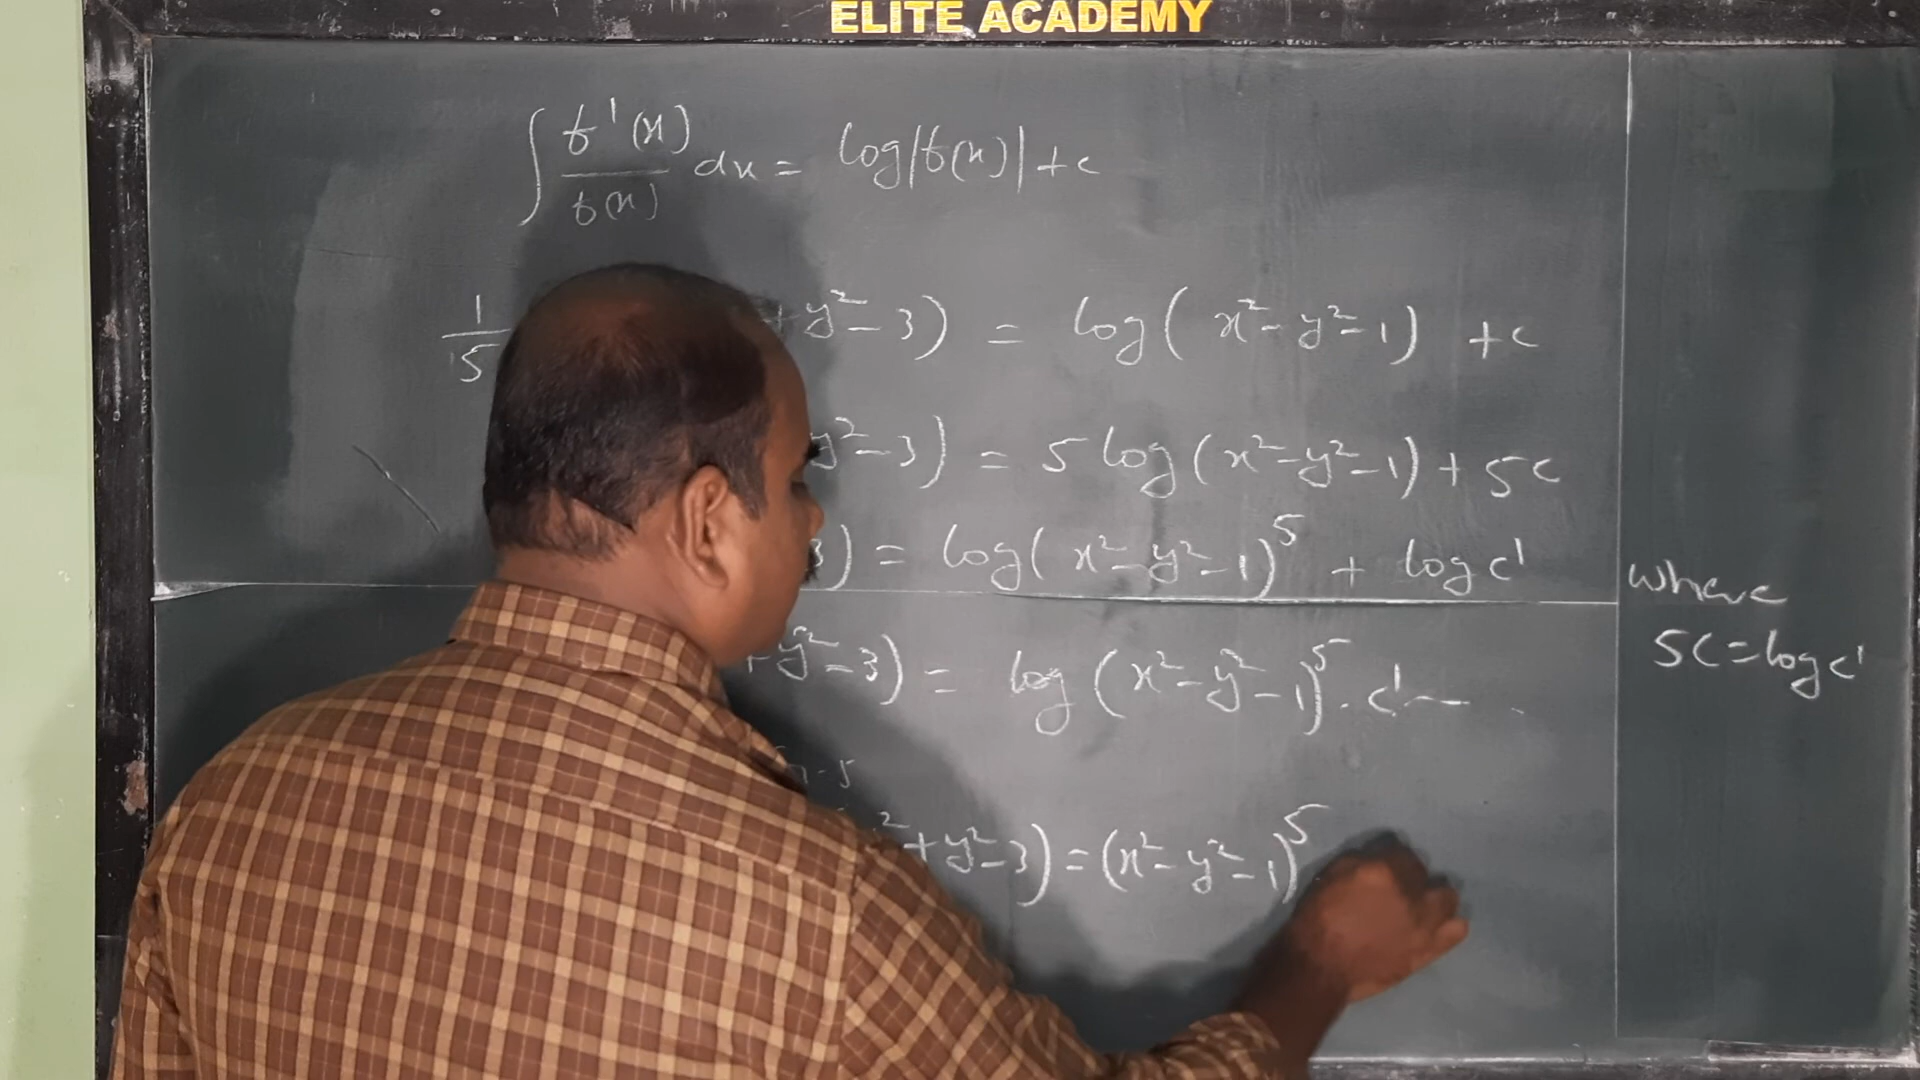 ELITE ACADEMY
∫ f'(x)/f(x) dx = log|f(x)| + c
1/5 + y² - 3) = log( x² - y² - 1) + c
y² - 3) = 5 log(x² - y² - 1) + 5c
3) = log( x² - y² - 1)⁵ + log c'
where
5c = log c'
+ y² - 3) = log (x² - y² - 1)⁵ . c'
² + y² - 3) = (x² - y² - 1)⁵